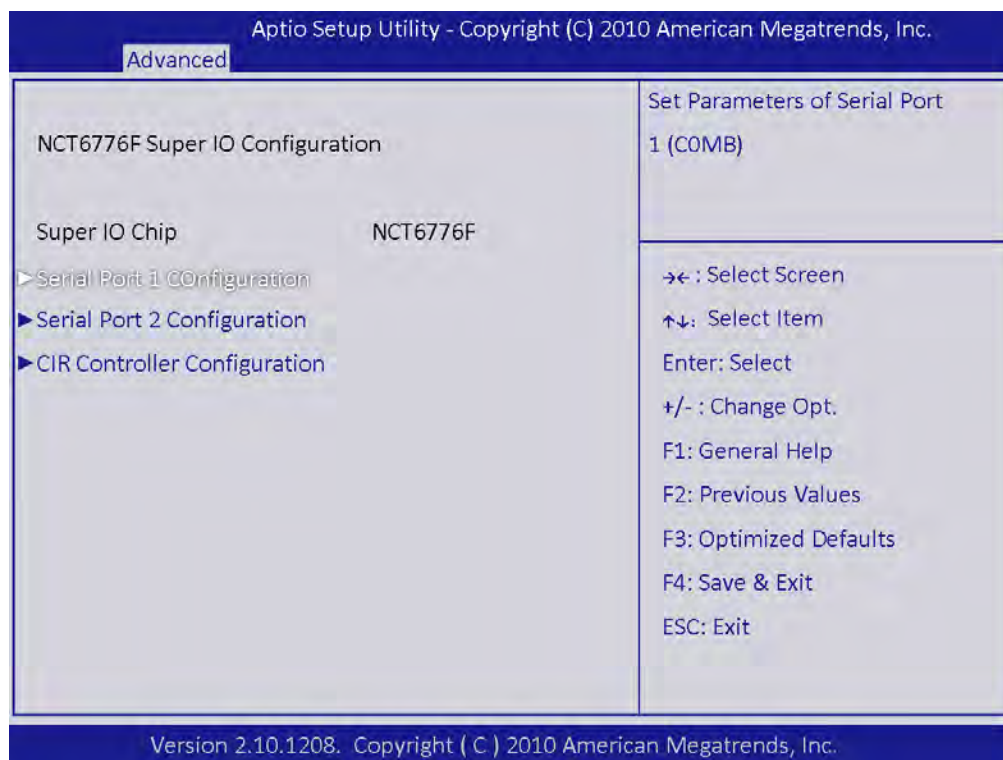 Aptio Setup Utility - Copyright (C) 2010 American Megatrends, Inc.
Advanced
NCT6776F Super IO Configuration
Super IO Chip NCT6776F
►Serial Port 1 COnfiguration
►Serial Port 2 Configuration
►CIR Controller Configuration
Set Parameters of Serial Port
1 (C0MB)
→←: Select Screen
↑↓: Select Item
Enter: Select
+/- : Change Opt.
F1: General Help
F2: Previous Values
F3: Optimized Defaults
F4: Save & Exit
ESC: Exit
Version 2.10.1208. Copyright ( C ) 2010 American Megatrends, Inc.